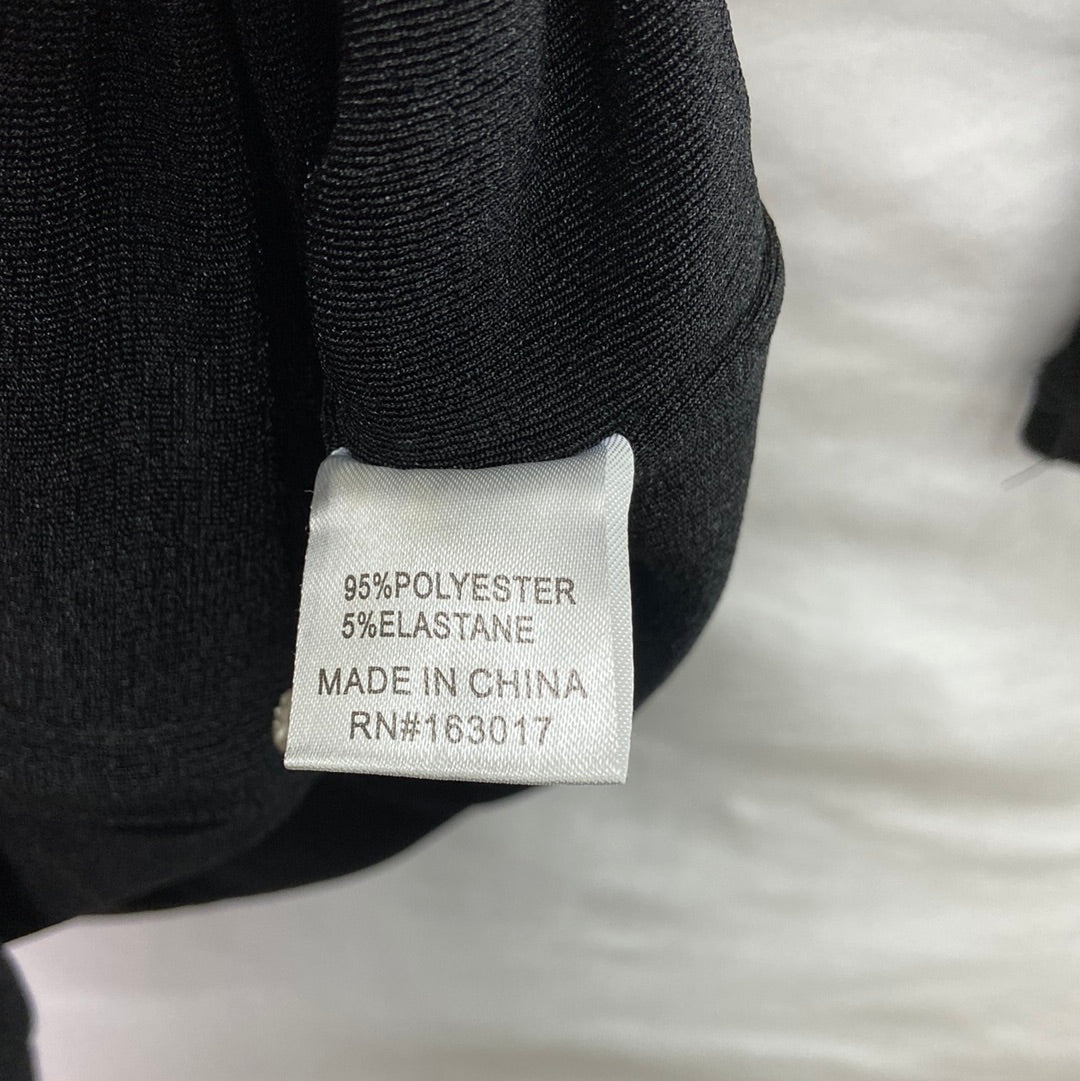 95%POLYESTER
5%ELASTANE
MADE IN CHINA
RN#163017